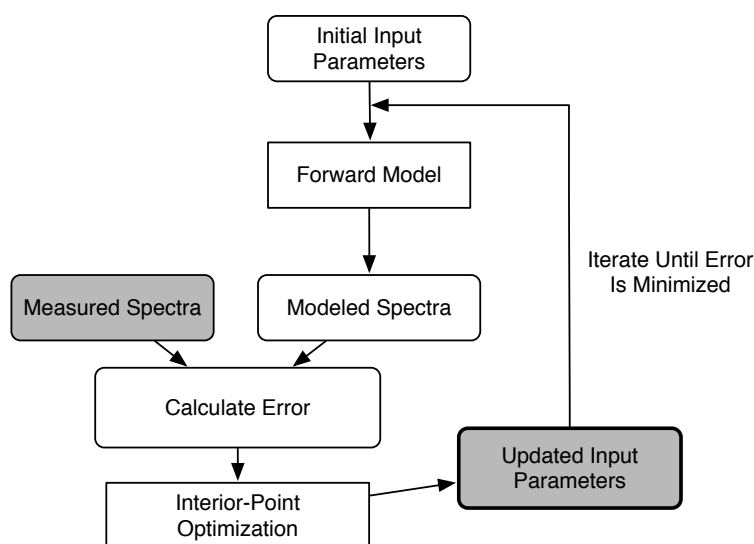 Initial Input
Parameters
Forward Model
Iterate Until Error
Is Minimized
Measured Spectra
Modeled Spectra
Calculate Error
Updated Input
Parameters
Interior-Point
Optimization